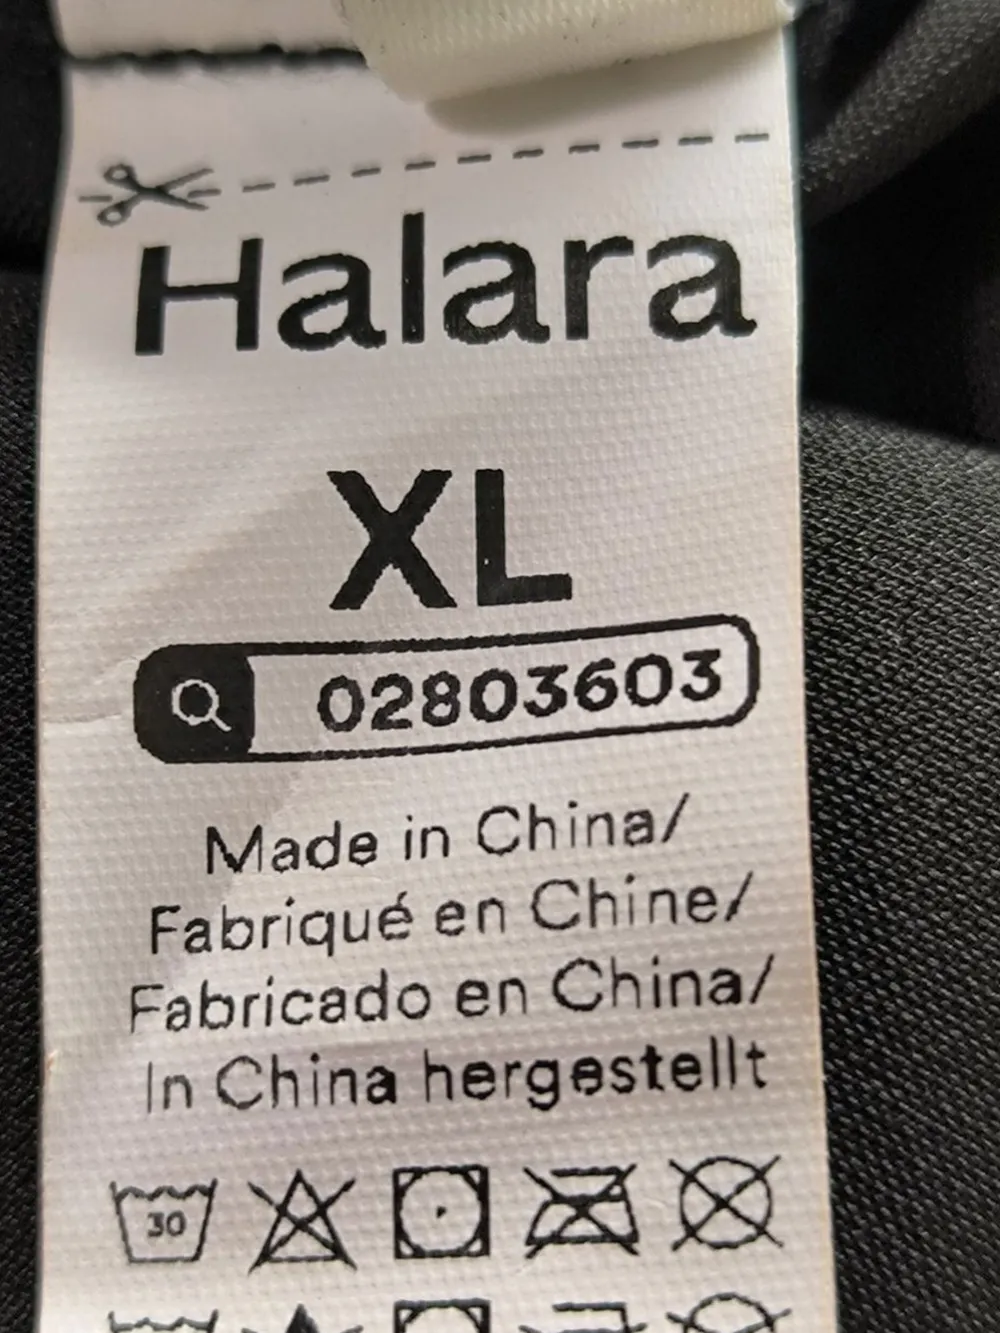 Halara
XL
02803603
Made in China/
Fabriqué en Chine/
Fabricado en China/
In China hergestellt
30